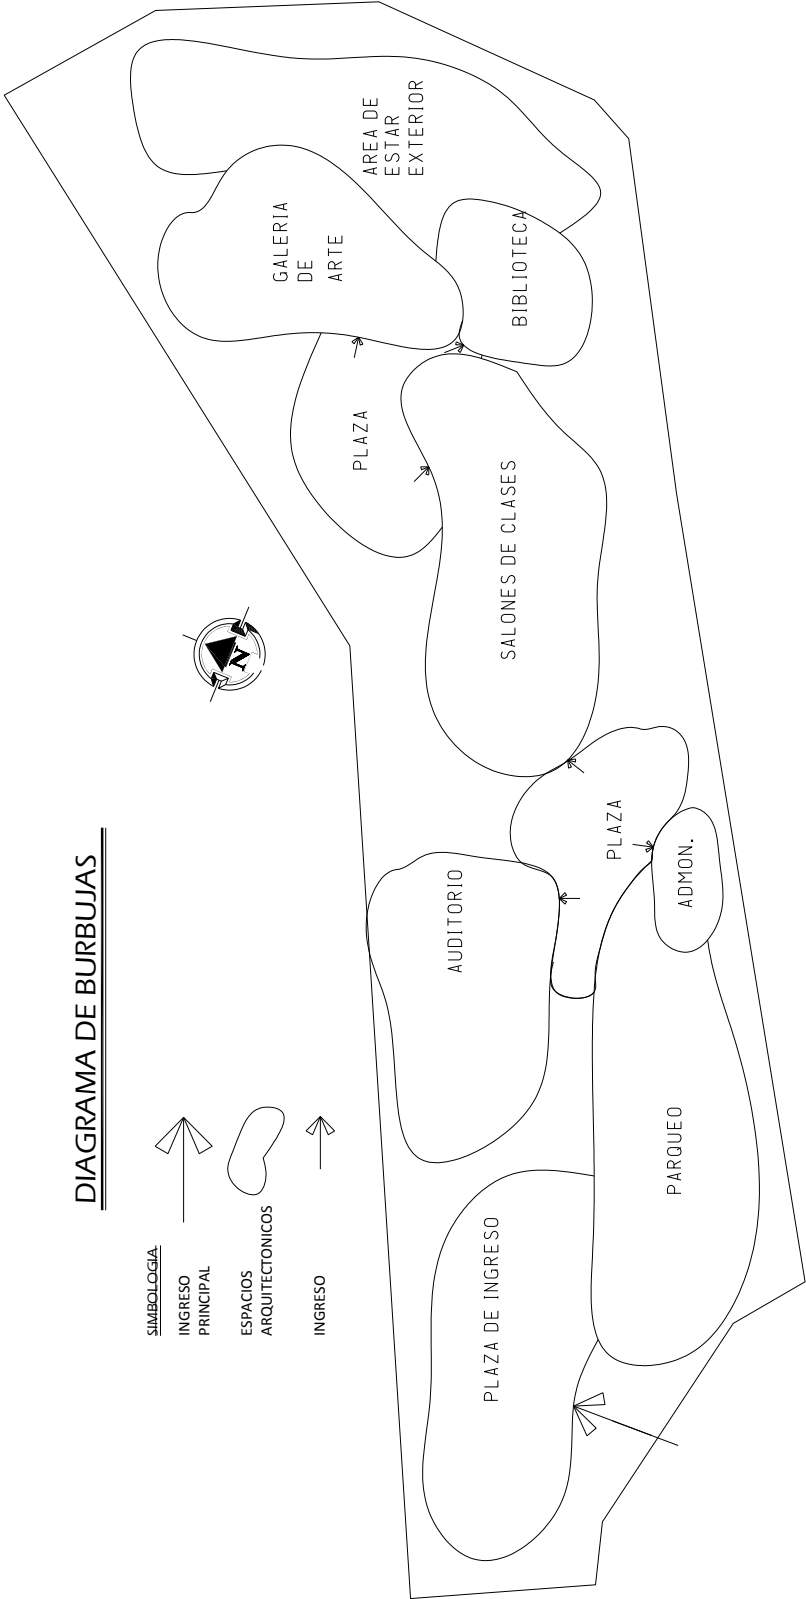 DIAGRAMA DE BURBUJAS
SIMBOLOGIA
INGRESO
PRINCIPAL
ESPACIOS
ARQUITECTONICOS
INGRESO
N
PLAZA DE INGRESO
PARQUEO
AUDITORIO
ADMON.
PLAZA
SALONES DE CLASES
PLAZA
BIBLIOTECA
GALERIA
DE
ARTE
AREA DE
ESTAR
EXTERIOR